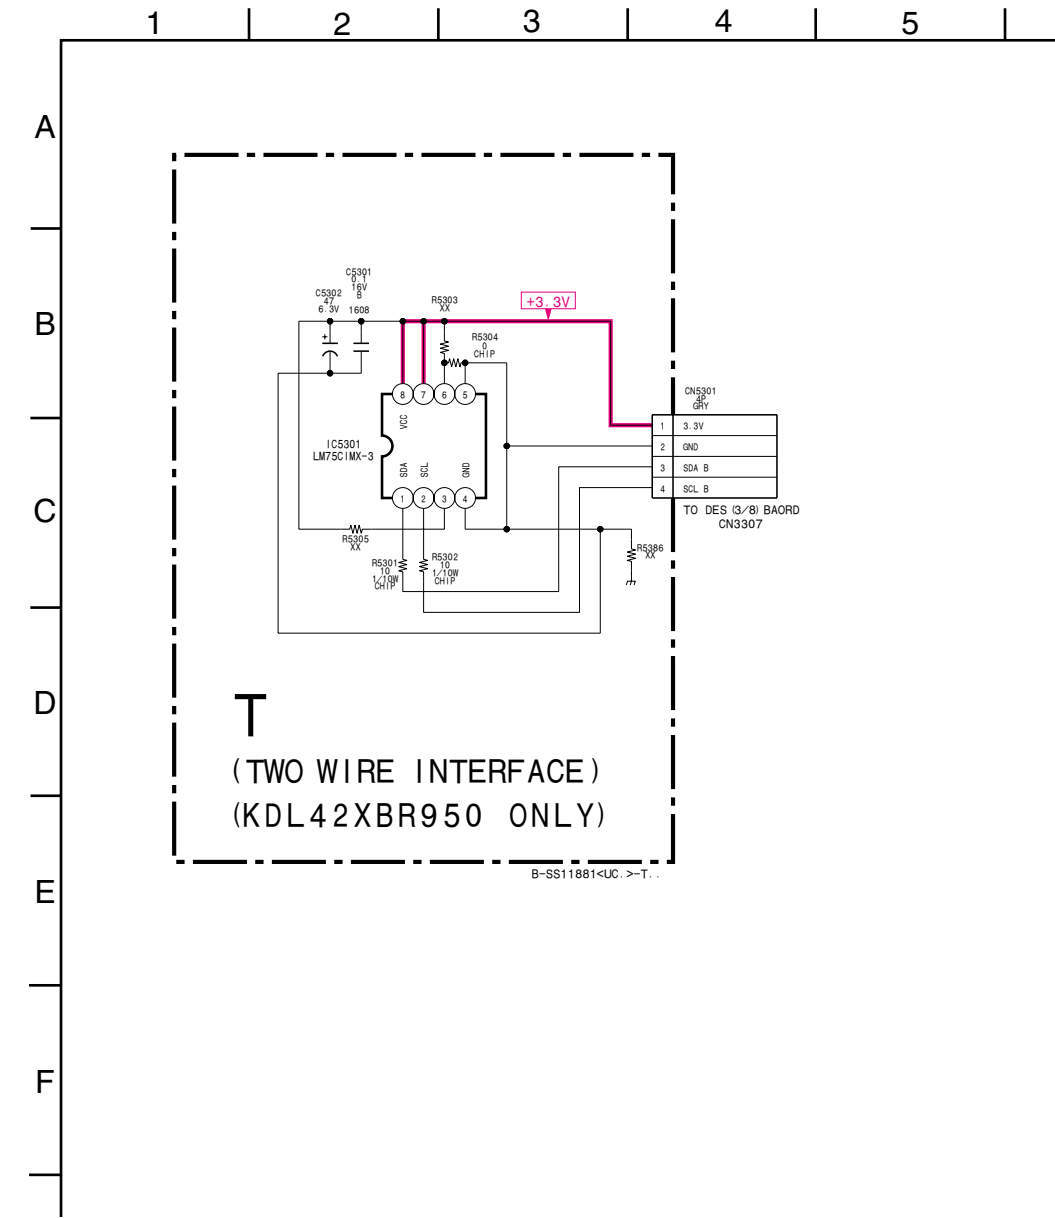 1 2 3 4 5
A
B
C
D
E
F
C5301
0.1
16V
B
1608
C5302
47
6.3V
R5303
XX
+3.3V
R5304
0
CHIP
8 7 6 5
VCC
IC5301
LM75CIMX-3
SDA SCL GND
1 2 3 4
CN5301
4P
GRY
1 3.3V
2 GND
3 SDA B
4 SCL B
TO DES (3/8) BAORD
CN3307
R5305
XX
R5301
10
1/10W
CHIP
R5302
10
1/10W
CHIP
R5386
XX
T
(TWO WIRE INTERFACE)
(KDL42XBR950 ONLY)
B-SS11881<UC.>-T..